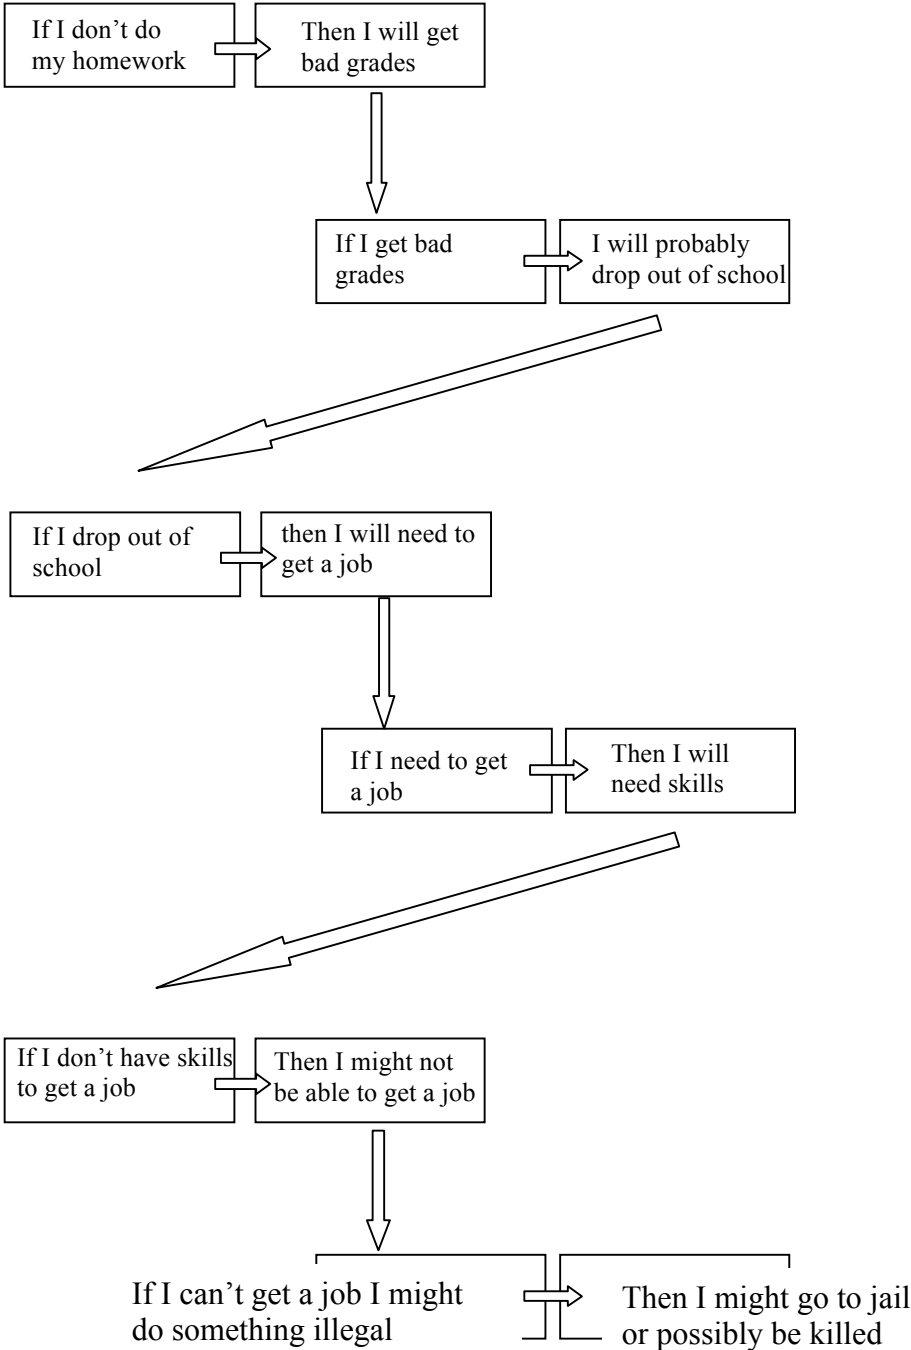 If I don’t do
my homework
Then I will get
bad grades
If I get bad
grades
I will probably
drop out of school
If I drop out of
school
then I will need to
get a job
If I need to get
a job
Then I will
need skills
If I don’t have skills
to get a job
Then I might not
be able to get a job
If I can’t get a job I might
do something illegal
Then I might go to jail
or possibly be killed